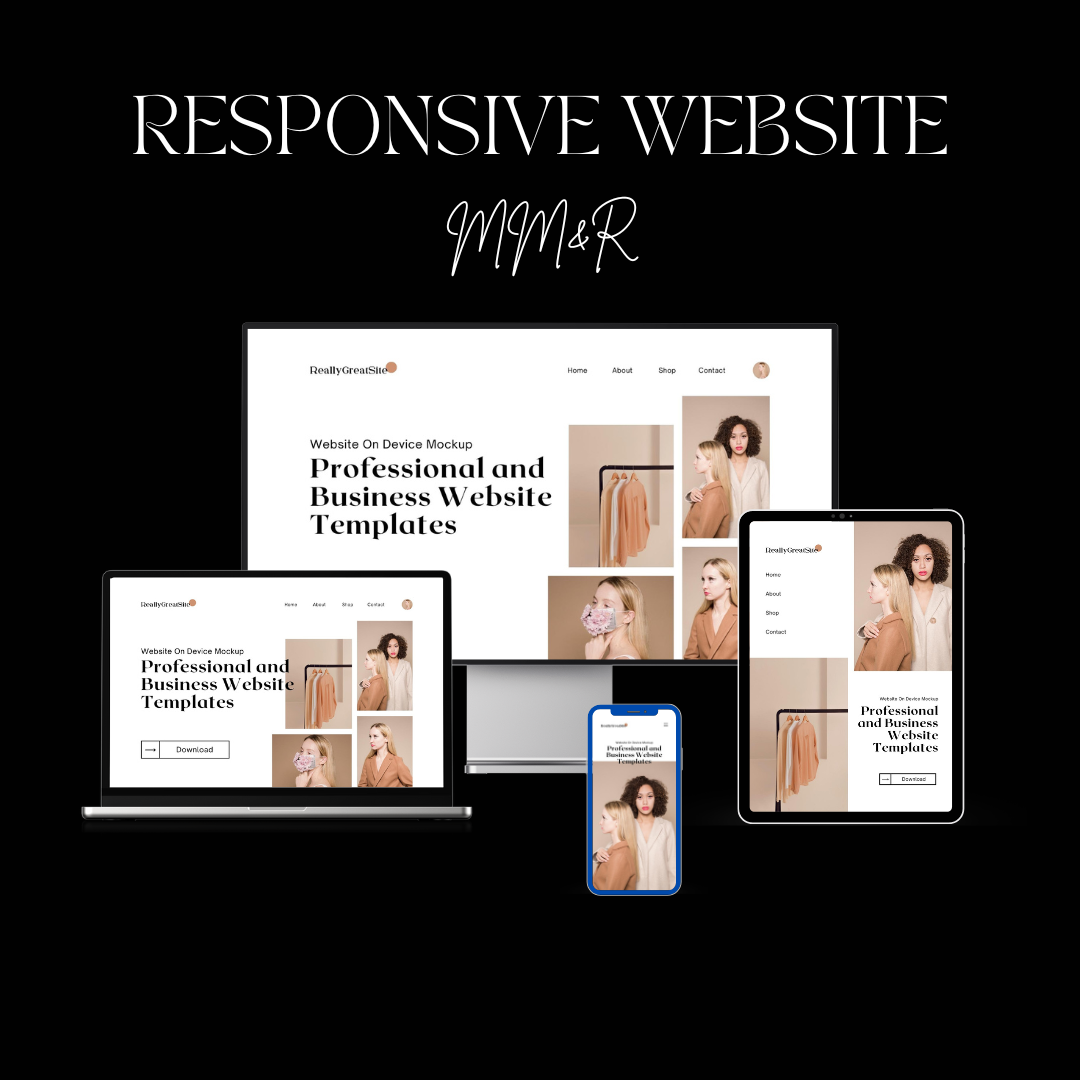 RESPONSIVE WEBSITE
MM&R
ReallyGreatSite
Home About Shop Contact
Website On Device Mockup
Professional and
Business Website
Templates
ReallyGreatSite
Home About Shop Contact
Website On Device Mockup
Professional and
Business Website
Templates
Download
ReallyGreatSite
Website On Device Mockup
Professional and
Business Website
Templates
ReallyGreatSite
Home
About
Shop
Contact
Website On Device Mockup
Professional
and Business
Website
Templates
Download